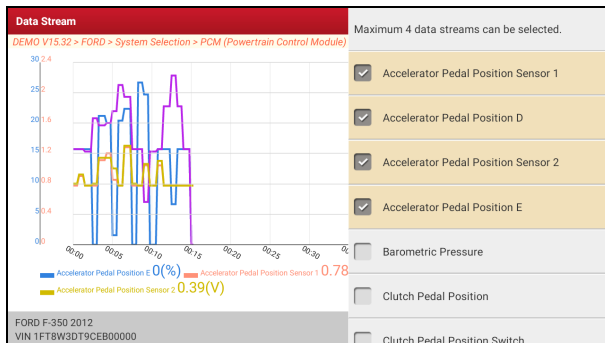 Data Stream
DEMO V15.32 > FORD > System Selection > PCM (Powertrain Control Module)
30 2.4
25 2
20 1.6
15 1.2
10 0.8
5 0.4
0 0
00:00 00:05 00:10 00:15 00:20 00:25 00:30
Accelerator Pedal Position E 0(%) Accelerator Pedal Position Sensor 1 0.78
Accelerator Pedal Position Sensor 2 0.39(V)
FORD F-350 2012
VIN 1FT8W3DT9CEB00000
Maximum 4 data streams can be selected.
Accelerator Pedal Position Sensor 1
Accelerator Pedal Position D
Accelerator Pedal Position Sensor 2
Accelerator Pedal Position E
Barometric Pressure
Clutch Pedal Position
Clutch Pedal Position Switch